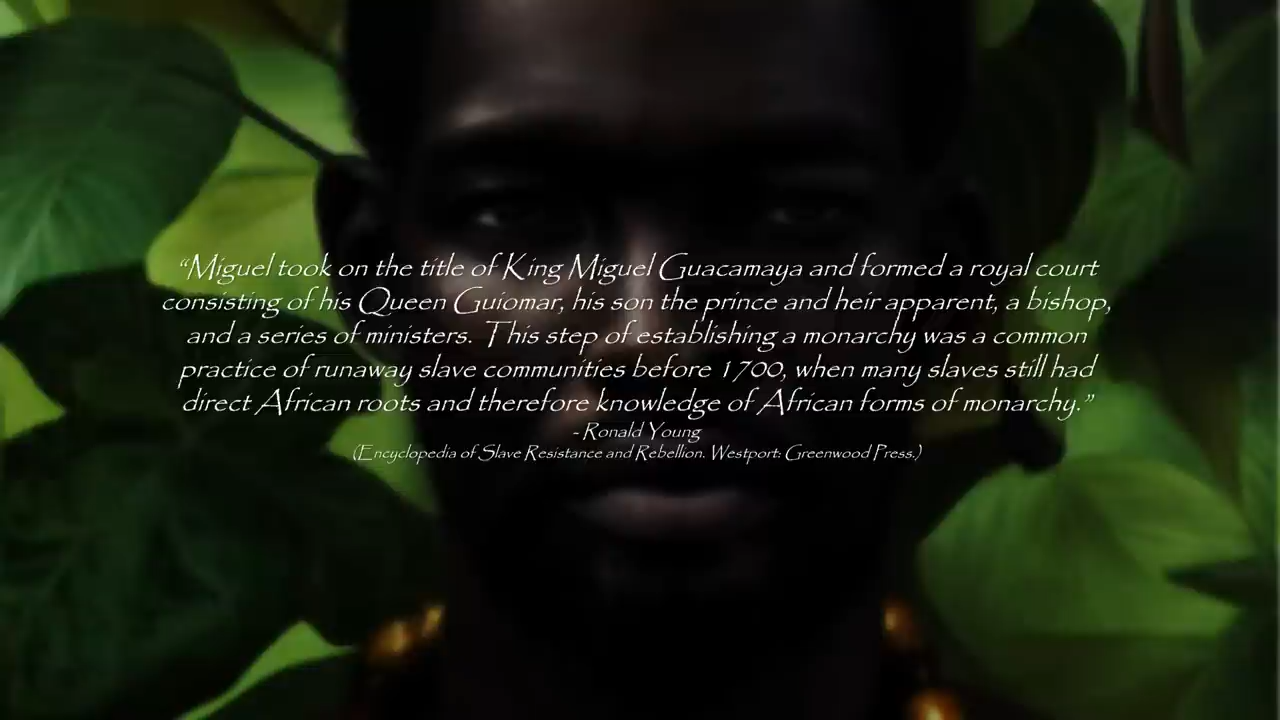 “Miguel took on the title of King Miguel Guacamaya and formed a royal court
consisting of his Queen Guiomar, his son the prince and heir apparent, a bishop,
and a series of ministers. This step of establishing a monarchy was a common
practice of runaway slave communities before 1700, when many slaves still had
direct African roots and therefore knowledge of African forms of monarchy.”
- Ronald Young
(Encyclopedia of Slave Resistance and Rebellion. Westport: Greenwood Press.)